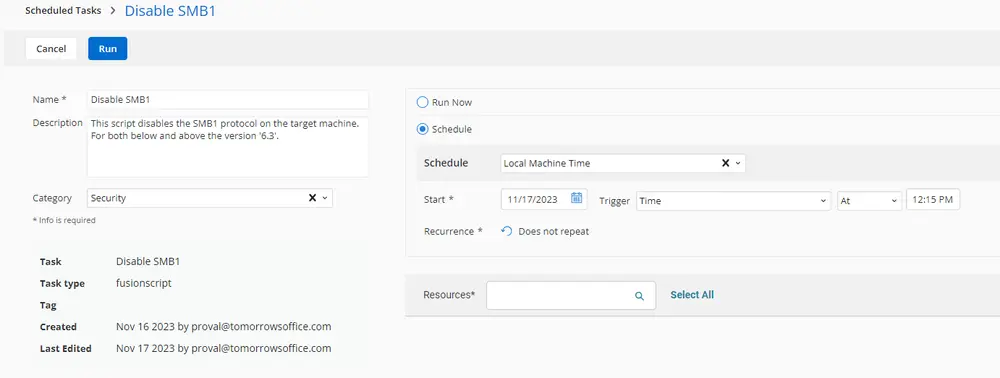 Scheduled Tasks > Disable SMB1
Cancel Run
Name * Disable SMB1
Description This script disables the SMB1 protocol on the target machine.
For both below and above the version '6.3'.
Category Security
* Info is required
Task Disable SMB1
Task type fusionscript
Tag
Created Nov 16 2023 by proval@tomorrowsoffice.com
Last Edited Nov 17 2023 by proval@tomorrowsoffice.com
Run Now
Schedule
Schedule Local Machine Time
Start * 11/17/2023 Trigger Time At 12:15 PM
Recurrence * Does not repeat
Resources* Select All